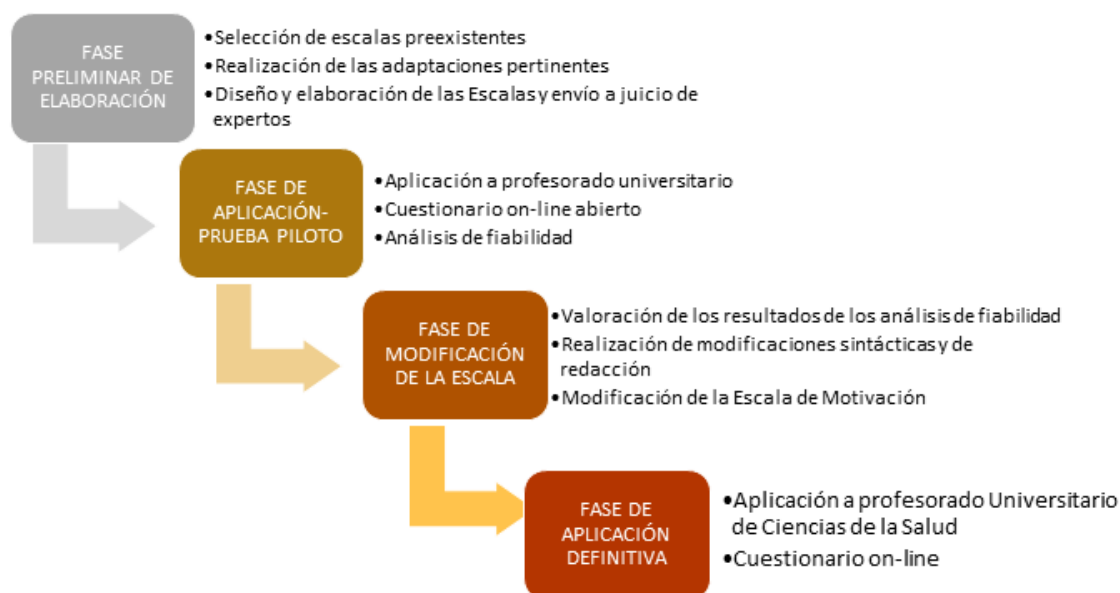 FASE
PRELIMINAR DE
ELABORACIÓN
•Selección de escalas preexistentes
•Realización de las adaptaciones pertinentes
•Diseño y elaboración de las Escalas y envío a juicio de
expertos
FASE DE
APLICACIÓN-
PRUEBA PILOTO
•Aplicación a profesorado universitario
•Cuestionario on-line abierto
•Análisis de fiabilidad
FASE DE
MODIFICACIÓN
DE LA ESCALA
•Valoración de los resultados de los análisis de fiabilidad
•Realización de modificaciones sintácticas y de
redacción
•Modificación de la Escala de Motivación
FASE DE
APLICACIÓN
DEFINITIVA
•Aplicación a profesorado Universitario
de Ciencias de la Salud
•Cuestionario on-line